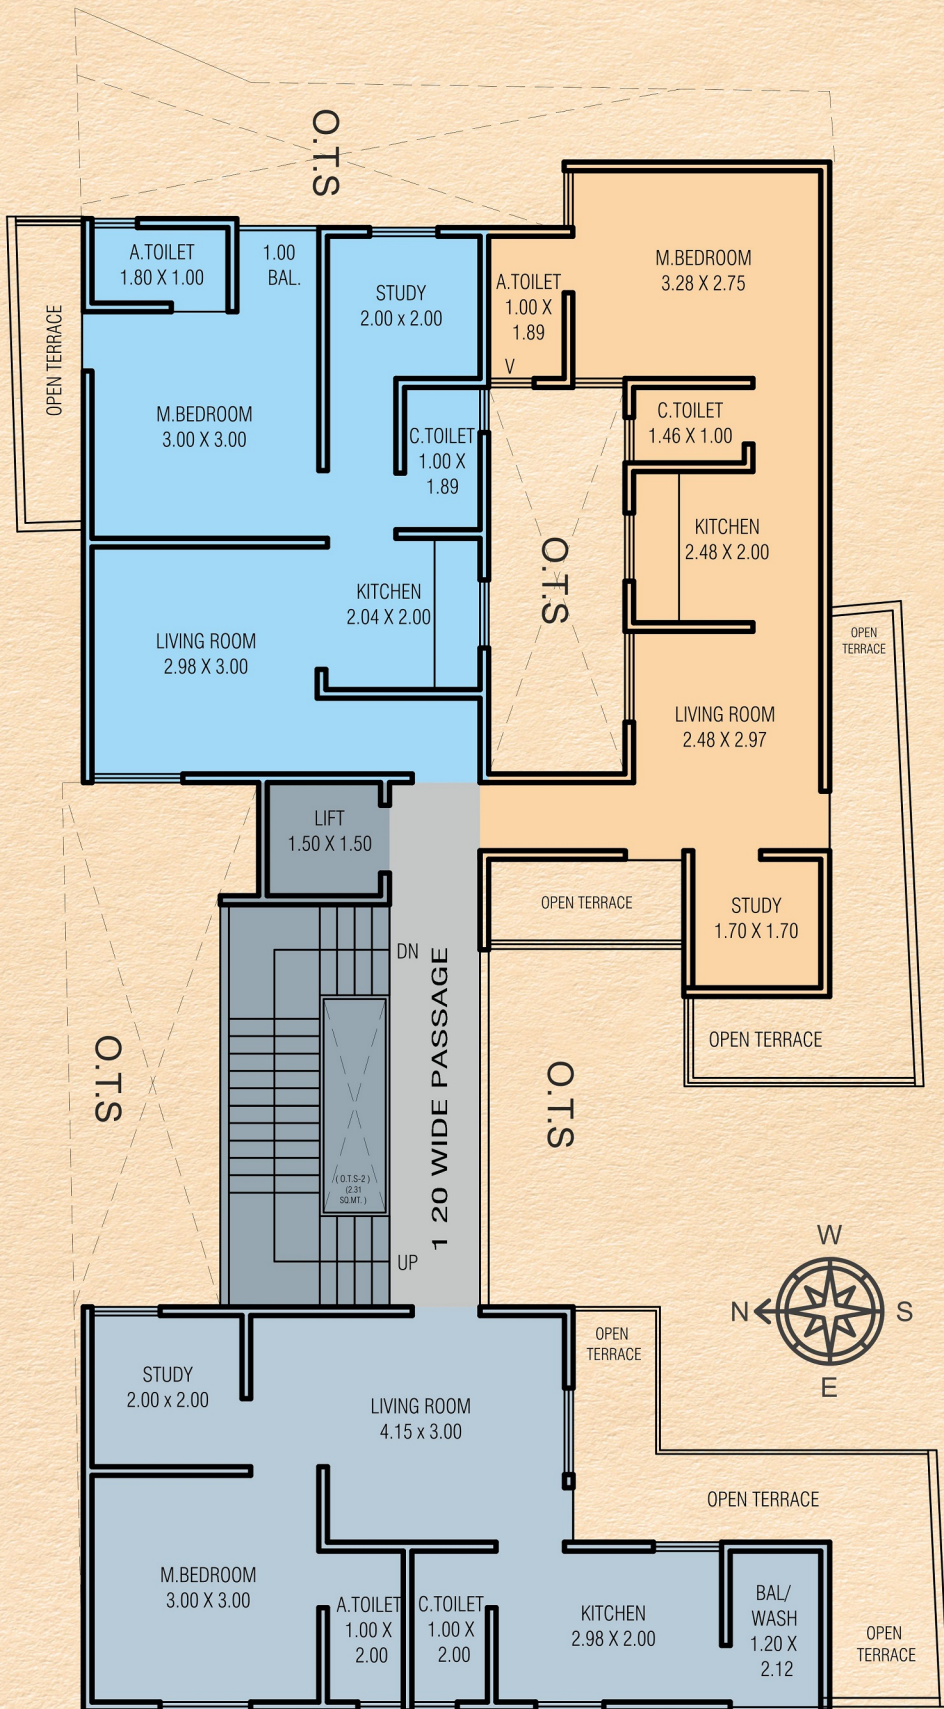 O.T.S
A.TOILET
1.80 X 1.00
1.00
BAL.
STUDY
2.00 x 2.00
A.TOILET
1.00 X
1.89
V
M.BEDROOM
3.28 X 2.75
OPEN TERRACE
M.BEDROOM
3.00 X 3.00
C.TOILET
1.00 X
1.89
C.TOILET
1.46 X 1.00
O.T.S
KITCHEN
2.48 X 2.00
KITCHEN
2.04 X 2.00
LIVING ROOM
2.98 X 3.00
OPEN
TERRACE
LIVING ROOM
2.48 X 2.97
LIFT
1.50 X 1.50
OPEN TERRACE
STUDY
1.70 X 1.70
DN
1 20 WIDE PASSAGE
OPEN TERRACE
O.T.S
O.T.S
( O.T.S-2 )
(2.31
SQ.MT. )
UP
W
N
S
E
STUDY
2.00 x 2.00
LIVING ROOM
4.15 x 3.00
OPEN
TERRACE
OPEN TERRACE
M.BEDROOM
3.00 X 3.00
A.TOILET
1.00 X
2.00
C.TOILET
1.00 X
2.00
KITCHEN
2.98 X 2.00
BAL/
WASH
1.20 X
2.12
OPEN
TERRACE